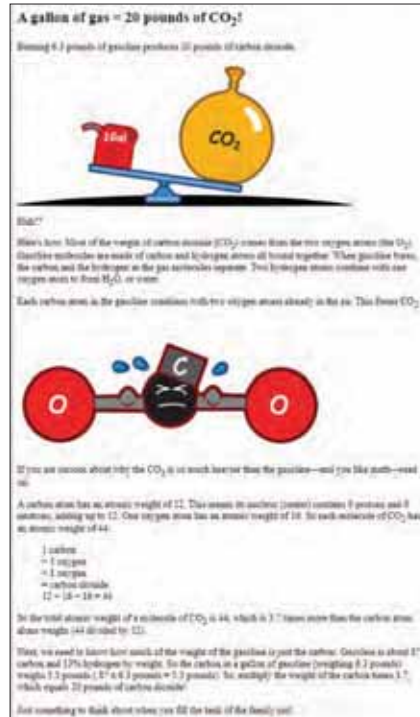 A gallon of gas = 20 pounds of CO₂!
Burning 6.3 pounds of gasoline produces 20 pounds of carbon dioxide.
1 Gal
CO₂
Huh?
Here's how: Most of the weight of carbon dioxide (CO₂) comes from the two oxygen atoms (the O₂).
Gasoline molecules are made of carbon and hydrogen atoms all bound together. When gasoline burns,
the carbon and the hydrogen in the gas molecules separate. Two hydrogen atoms combine with one
oxygen atom to form H₂O, or water.
Each carbon atom in the gasoline combines with two oxygen atoms already in the air. This forms CO₂.
O
C
O
If you are curious about why the CO₂ is so much heavier than the gasoline—and you like math—read
on.
A carbon atom has an atomic weight of 12. This means its nucleus (center) contains 6 protons and 6
neutrons, adding up to 12. One oxygen atom has an atomic weight of 16. So each molecule of CO₂ has
an atomic weight of 44:
1 carbon
+ 1 oxygen
+ 1 oxygen
= carbon dioxide
12 + 16 + 16 = 44
So the total atomic weight of a molecule of CO₂ is 44, which is 3.7 times more than the carbon atom
alone weighs (44 divided by 12).
Next, we need to know how much of the weight of the gasoline is just the carbon. Gasoline is about 87%
carbon and 13% hydrogen by weight. So the carbon in a gallon of gasoline (weighing 6.3 pounds)
weighs 5.5 pounds (.87 x 6.3 pounds = 5.5 pounds). So, multiply the weight of the carbon times 3.7,
which equals 20 pounds of carbon dioxide!
Just something to think about when you fill the tank of the family car!